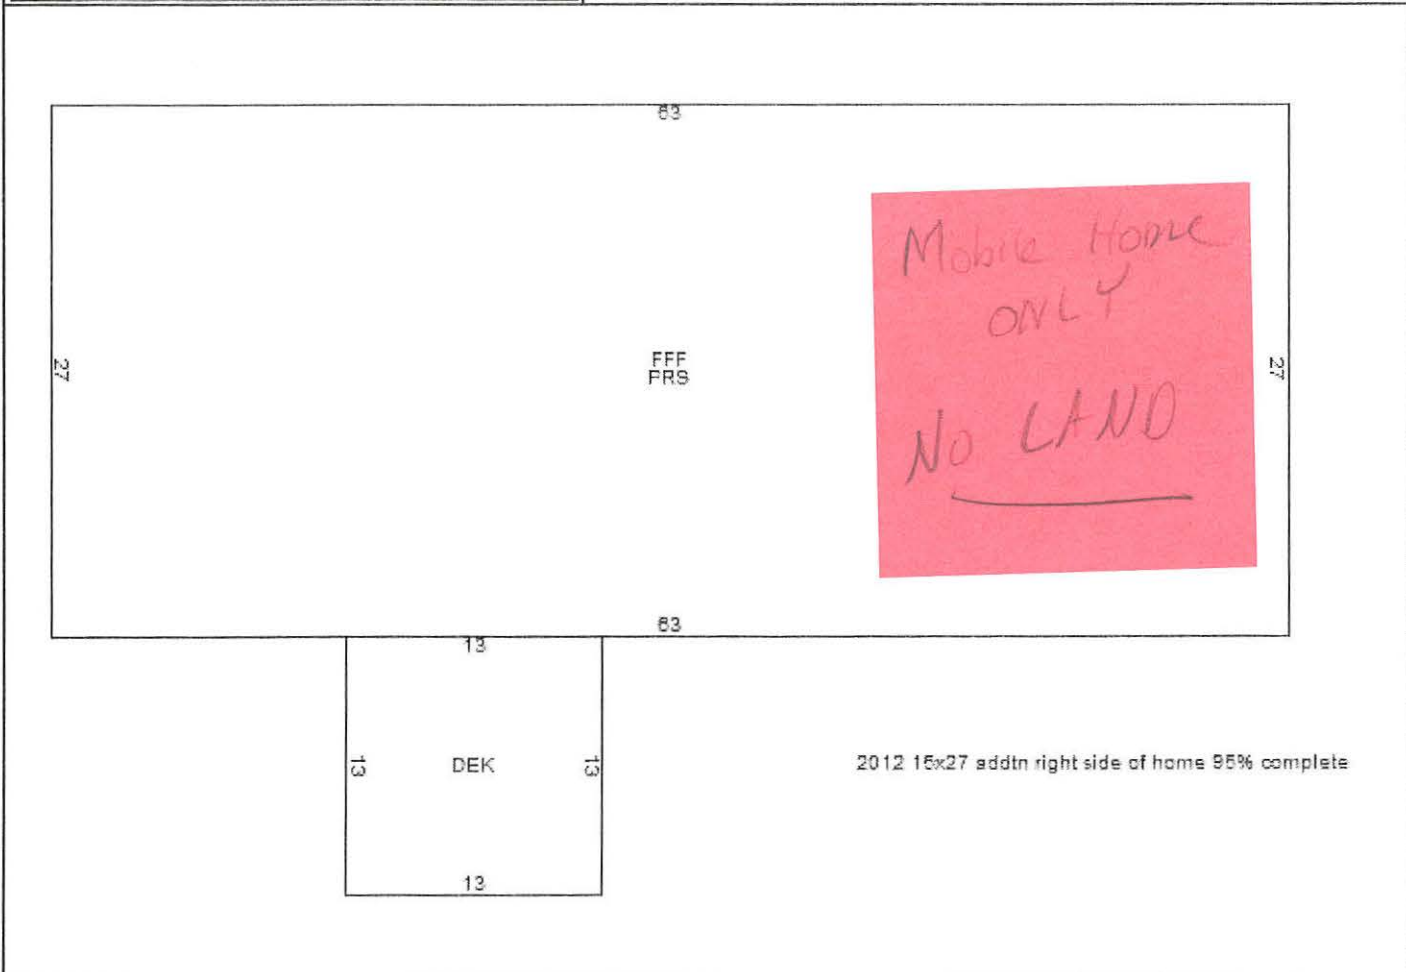 63
Mobile Home
ONLY
No LAND
27
FFF
FRS
27
63
13
13
DEK
13
2012 15x27 addtn right side of home 95% complete
13